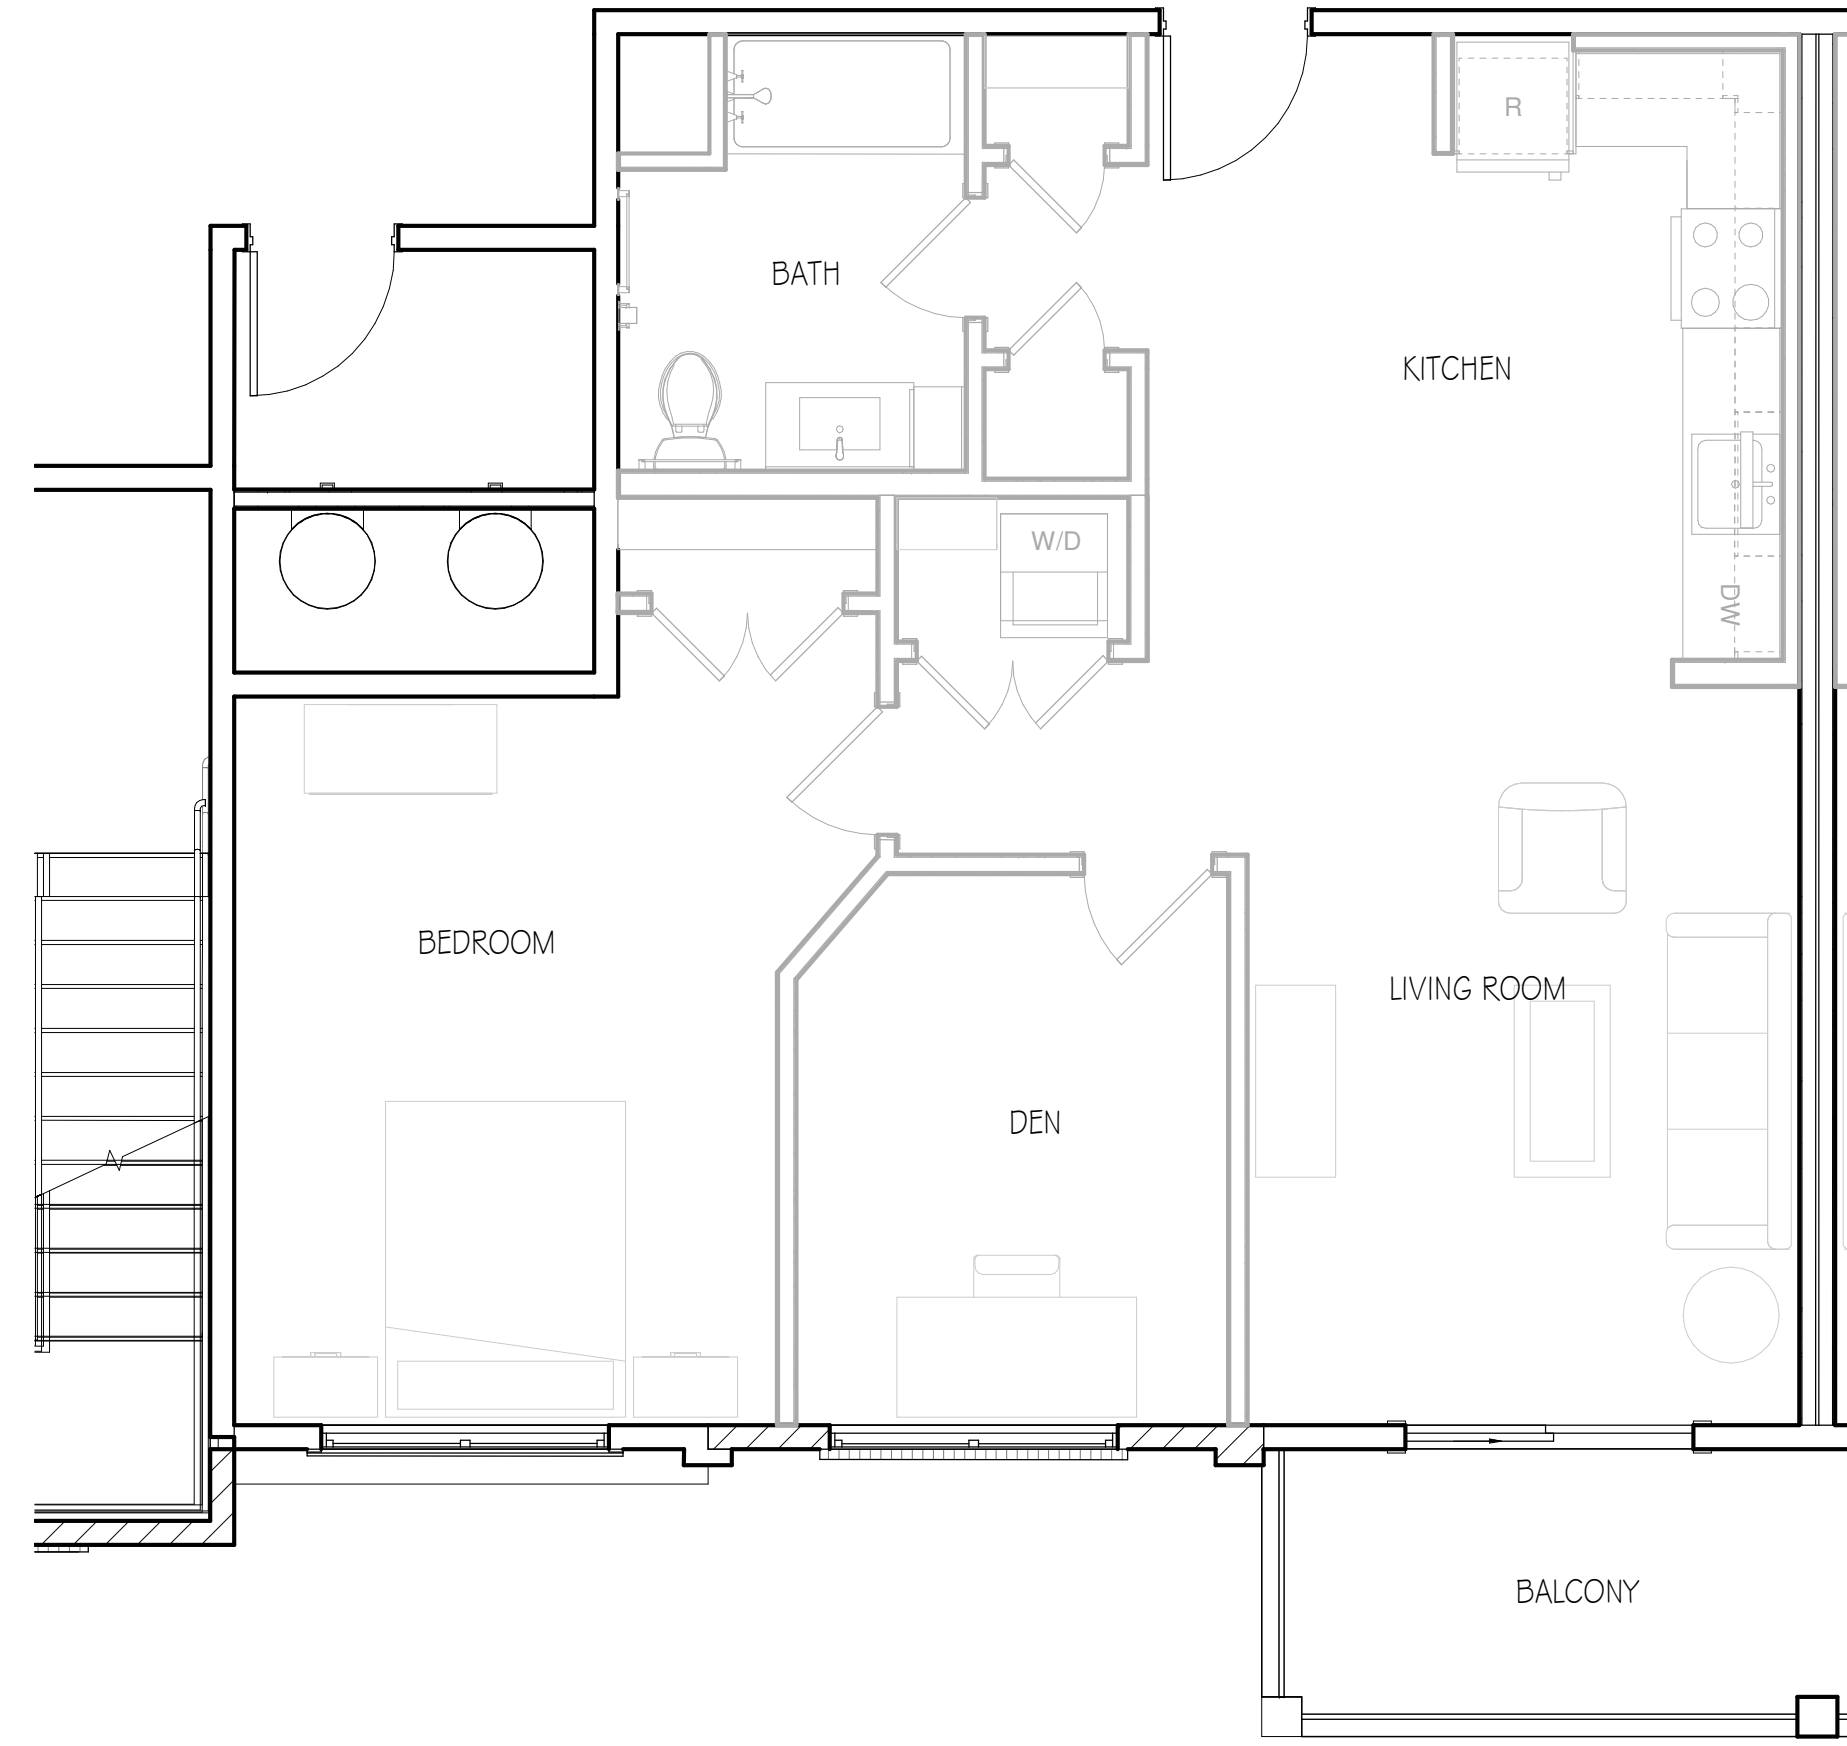 R
BATH
KITCHEN
W/D
DW
BEDROOM
LIVING ROOM
DEN
BALCONY